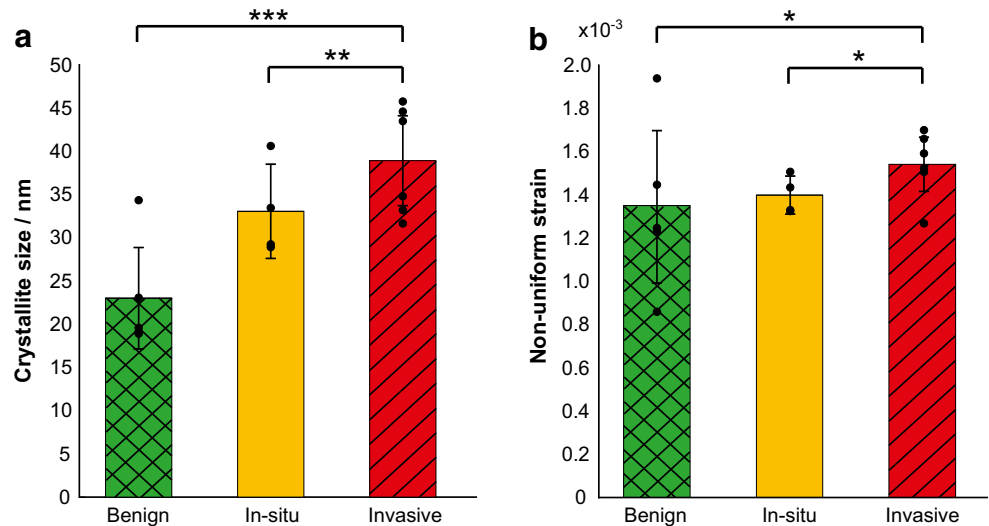 a
***
**
Crystallite size / nm
50
45
40
35
30
25
20
15
10
5
0
Benign
In-situ
Invasive
b
x10⁻³
*
*
Non-uniform strain
2.0
1.8
1.6
1.4
1.2
1.0
0.8
0.6
0.4
0.2
0
Benign
In-situ
Invasive